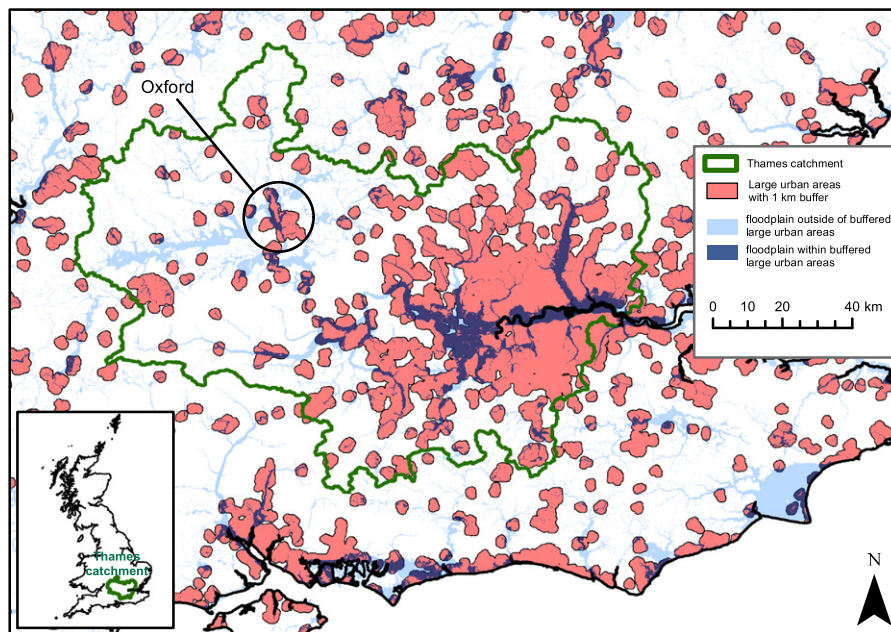 Oxford
Thames catchment
Large urban areas
with 1 km buffer
floodplain outside of buffered
large urban areas
floodplain within buffered
large urban areas
0 10 20 40 km
Thames
catchment
N